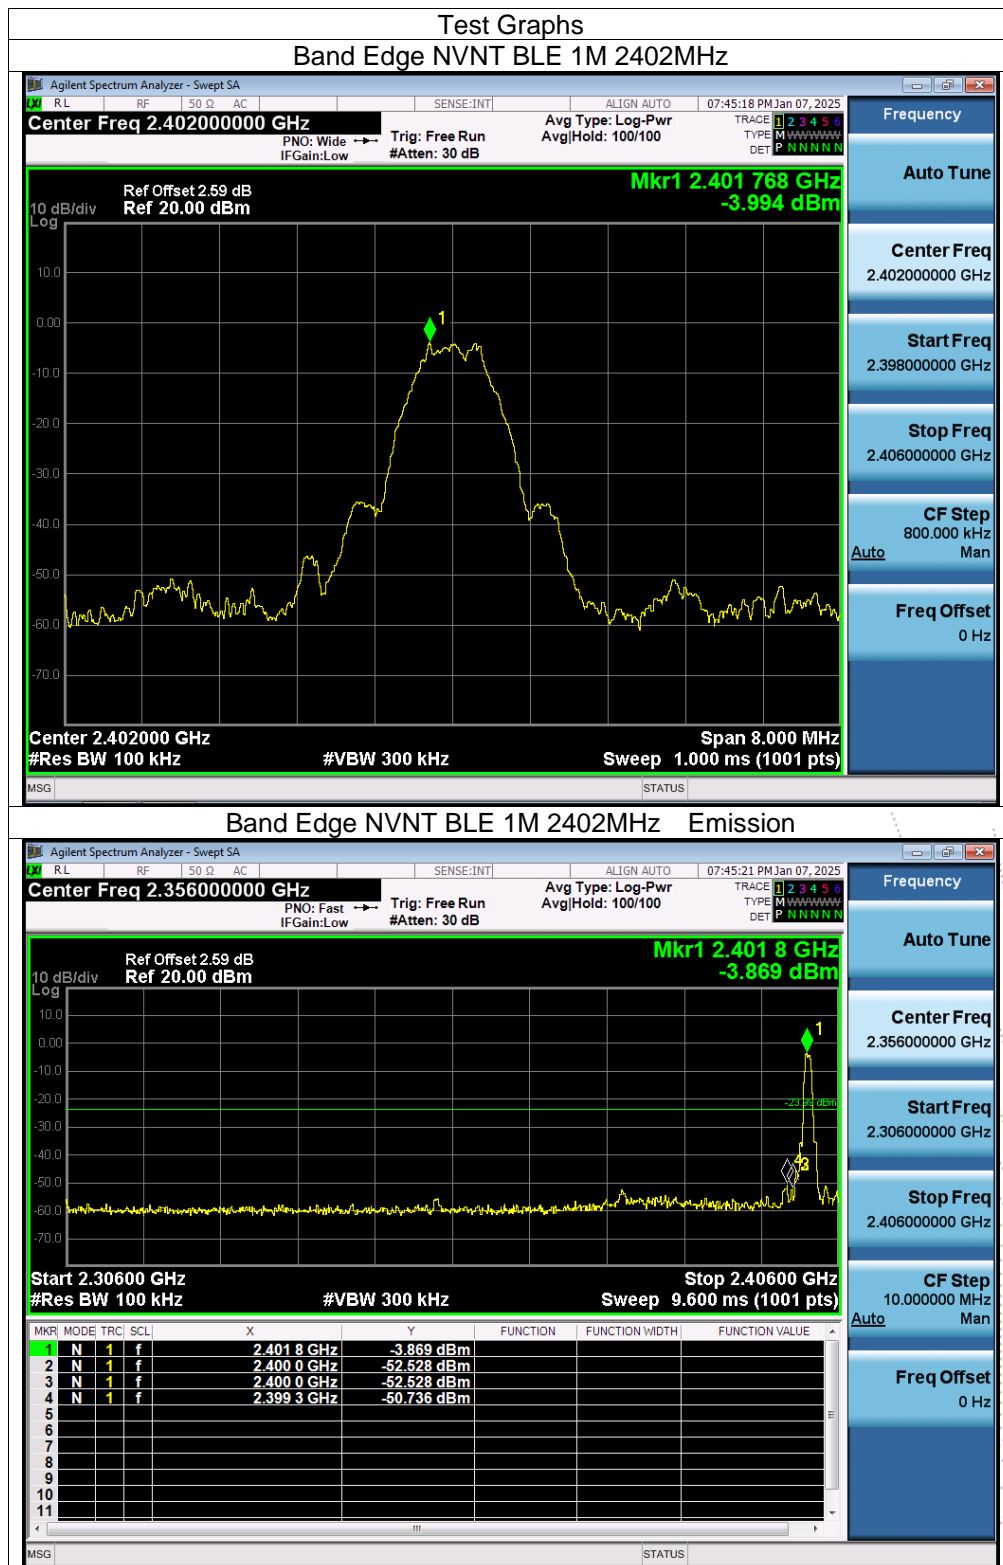 Test Graphs
Band Edge NVNT BLE 1M 2402MHz
Agilent Spectrum Analyzer - Swept SA
LXI RL RF 50 Ω AC SENSE:INT ALIGN AUTO 07:45:18 PM Jan 07, 2025
Center Freq 2.402000000 GHz
PNO: Wide
IFGain:Low
Trig: Free Run
#Atten: 30 dB
Avg Type: Log-Pwr
Avg|Hold: 100/100
TRACE 1 2 3 4 5 6
TYPE M WWWWW
DET P N N N N N
Frequency
Ref Offset 2.59 dB
10 dB/div Ref 20.00 dBm
Log
Mkr1 2.401 768 GHz
-3.994 dBm
1
10.0
0.00
-10.0
-20.0
-30.0
-40.0
-50.0
-60.0
-70.0
Center 2.402000 GHz Span 8.000 MHz
#Res BW 100 kHz #VBW 300 kHz Sweep 1.000 ms (1001 pts)
Auto Tune
Center Freq
2.402000000 GHz
Start Freq
2.398000000 GHz
Stop Freq
2.406000000 GHz
CF Step
800.000 kHz
Auto Man
Freq Offset
0 Hz
MSG STATUS
Band Edge NVNT BLE 1M 2402MHz Emission
Agilent Spectrum Analyzer - Swept SA
LXI RL RF 50 Ω AC SENSE:INT ALIGN AUTO 07:45:21 PM Jan 07, 2025
Center Freq 2.356000000 GHz
PNO: Fast
IFGain:Low
Trig: Free Run
#Atten: 30 dB
Avg Type: Log-Pwr
Avg|Hold: 100/100
TRACE 1 2 3 4 5 6
TYPE M WWWWW
DET P N N N N N
Frequency
Ref Offset 2.59 dB
10 dB/div Ref 20.00 dBm
Log
Mkr1 2.401 8 GHz
-3.869 dBm
1
10.0
0.00
-10.0
-20.0
-23.99 dBm
-30.0
-40.0
4 3
-50.0
-60.0
-70.0
Start 2.30600 GHz Stop 2.40600 GHz
#Res BW 100 kHz #VBW 300 kHz Sweep 9.600 ms (1001 pts)
MKR MODE TRC SCL X Y FUNCTION FUNCTION WIDTH FUNCTION VALUE
1 N 1 f 2.401 8 GHz -3.869 dBm
2 N 1 f 2.400 0 GHz -52.528 dBm
3 N 1 f 2.400 0 GHz -52.528 dBm
4 N 1 f 2.399 3 GHz -50.736 dBm
5
6
7
8
9
10
11
Auto Tune
Center Freq
2.356000000 GHz
Start Freq
2.306000000 GHz
Stop Freq
2.406000000 GHz
CF Step
10.000000 MHz
Auto Man
Freq Offset
0 Hz
MSG STATUS